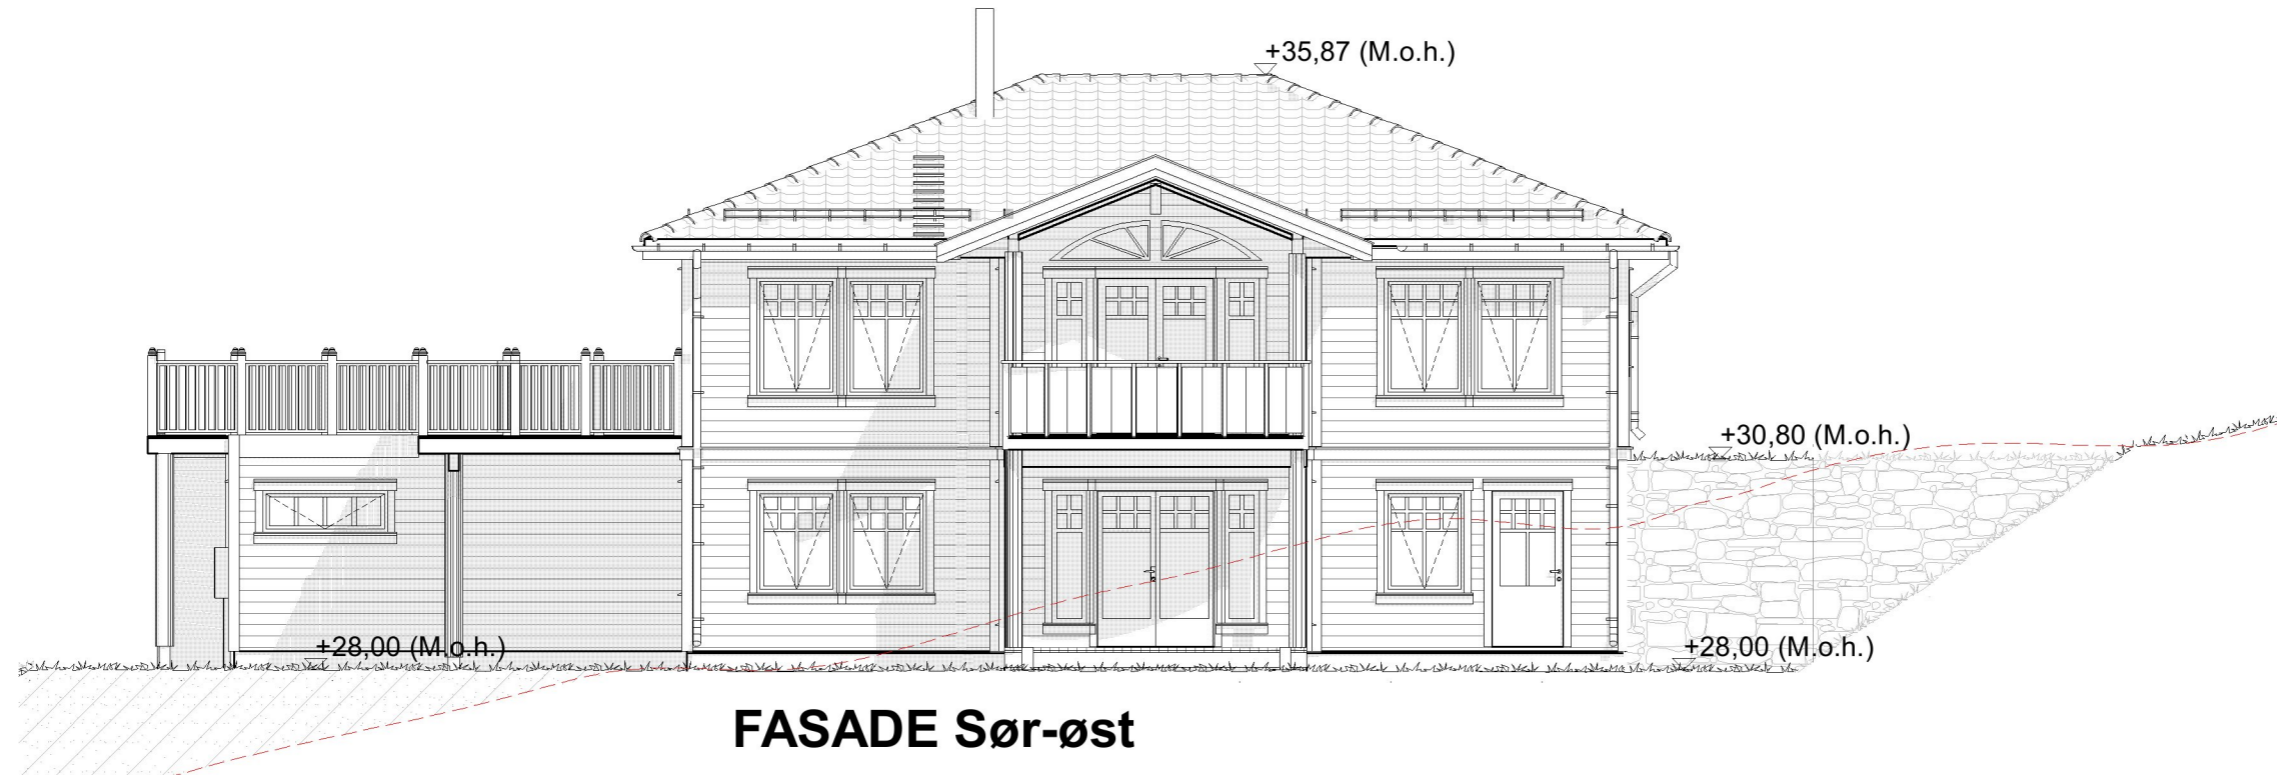 +35,87 (M.o.h.)
+30,80 (M.o.h.)
+28,00 (M.o.h.)
+28,00 (M.o.h.)
FASADE Sør-øst